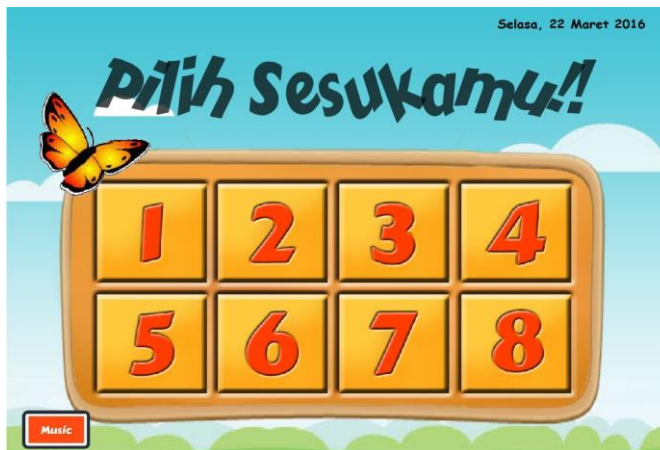 Selasa, 22 Maret 2016
Pilih Sesukamu!!
1 2 3 4
5 6 7 8
Music